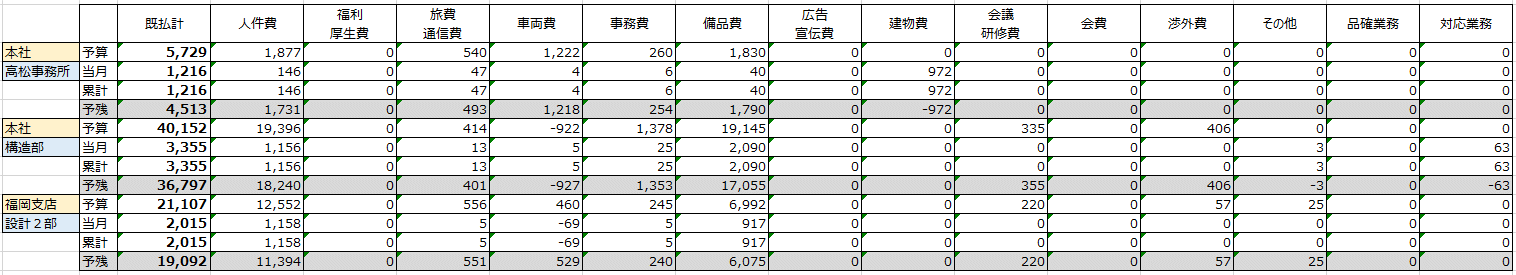 既払計 人件費 福利厚生費 旅費通信費 車両費 事務費 備品費 広告宣伝費 建物費 会議研修費 会費 渉外費 その他 品確業務 対応業務
本社 予算 5,729 1,877 0 540 1,222 260 1,830 0 0 0 0 0 0 0 0
高松事務所 当月 1,216 146 0 47 4 6 40 0 972 0 0 0 0 0 0
累計 1,216 146 0 47 4 6 40 0 972 0 0 0 0 0 0
予残 4,513 1,731 0 493 1,218 254 1,790 0 -972 0 0 0 0 0 0
本社 予算 40,152 19,396 0 414 -922 1,378 19,145 0 0 335 0 406 0 0 0
構造部 当月 3,355 1,156 0 13 5 25 2,090 0 0 0 0 0 3 0 63
累計 3,355 1,156 0 13 5 25 2,090 0 0 0 0 0 3 0 63
予残 36,797 18,240 0 401 -927 1,353 17,055 0 0 355 0 406 -3 0 -63
福岡支店 予算 21,107 12,552 0 556 460 245 6,992 0 0 220 0 57 25 0 0
設計２部 当月 2,015 1,158 0 5 -69 5 917 0 0 0 0 0 0 0 0
累計 2,015 1,158 0 5 -69 5 917 0 0 0 0 0 0 0 0
予残 19,092 11,394 0 551 529 240 6,075 0 0 220 0 57 25 0 0